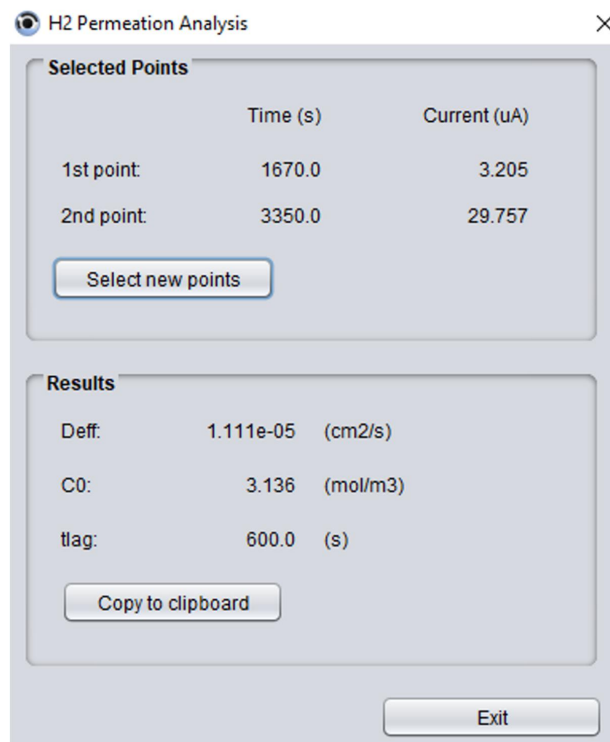 H2 Permeation Analysis
Selected Points
Time (s) Current (uA)
1st point: 1670.0 3.205
2nd point: 3350.0 29.757
Select new points
Results
Deff: 1.111e-05 (cm2/s)
C0: 3.136 (mol/m3)
tlag: 600.0 (s)
Copy to clipboard
Exit